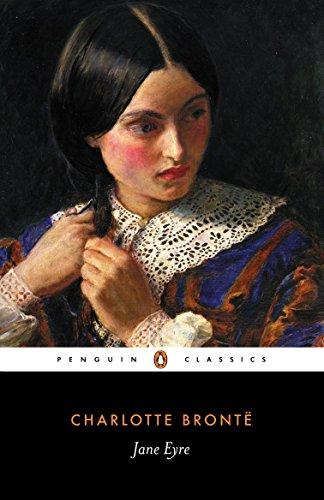 PENGUIN CLASSICS
CHARLOTTE BRONTË
Jane Eyre